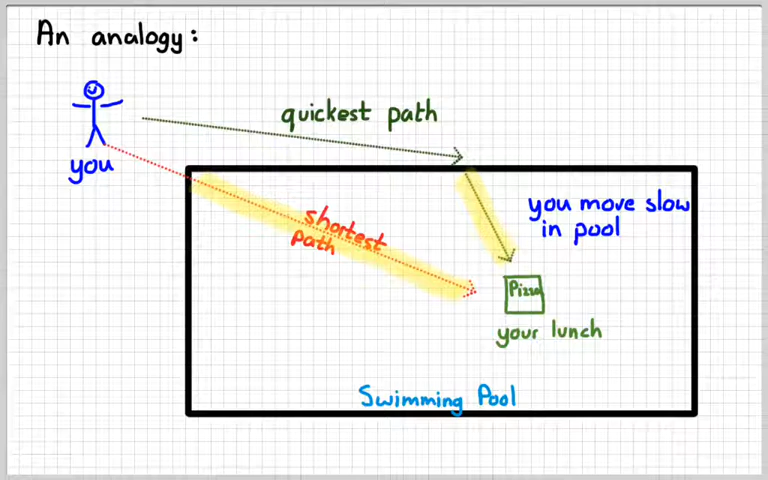 An analogy:
quickest path
you
shortest
path
you move slow
in pool
Pizza
your lunch
Swimming Pool